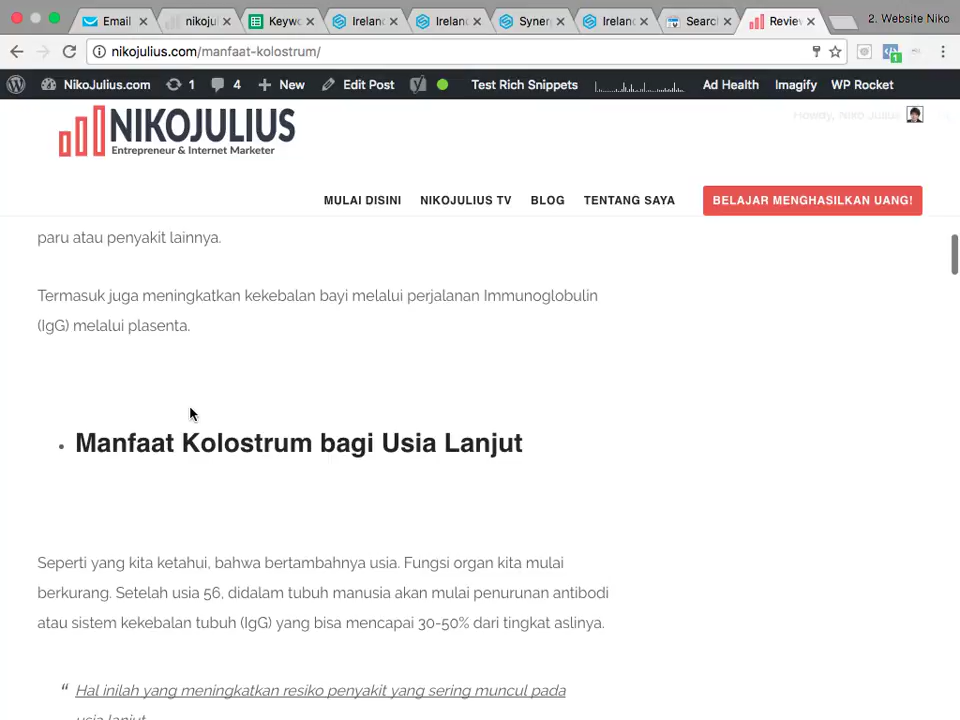 Email nikoju Keyw Irelan Irelan Syner Irelan Searc Review 2. Website Niko
nikojulius.com/manfaat-kolostrum/
NikoJulius.com 1 4 New Edit Post Test Rich Snippets Ad Health Imagify WP Rocket
NIKOJULIUS
Entrepreneur & Internet Marketer
Howdy, Niko Julius
MULAI DISINI NIKOJULIUS TV BLOG TENTANG SAYA BELAJAR MENGHASILKAN UANG!
paru atau penyakit lainnya.
Termasuk juga meningkatkan kekebalan bayi melalui perjalanan Immunoglobulin
(IgG) melalui plasenta.
• Manfaat Kolostrum bagi Usia Lanjut
Seperti yang kita ketahui, bahwa bertambahnya usia. Fungsi organ kita mulai
berkurang. Setelah usia 56, didalam tubuh manusia akan mulai penurunan antibodi
atau sistem kekebalan tubuh (IgG) yang bisa mencapai 30-50% dari tingkat aslinya.
“ Hal inilah yang meningkatkan resiko penyakit yang sering muncul pada
usia lanjut.